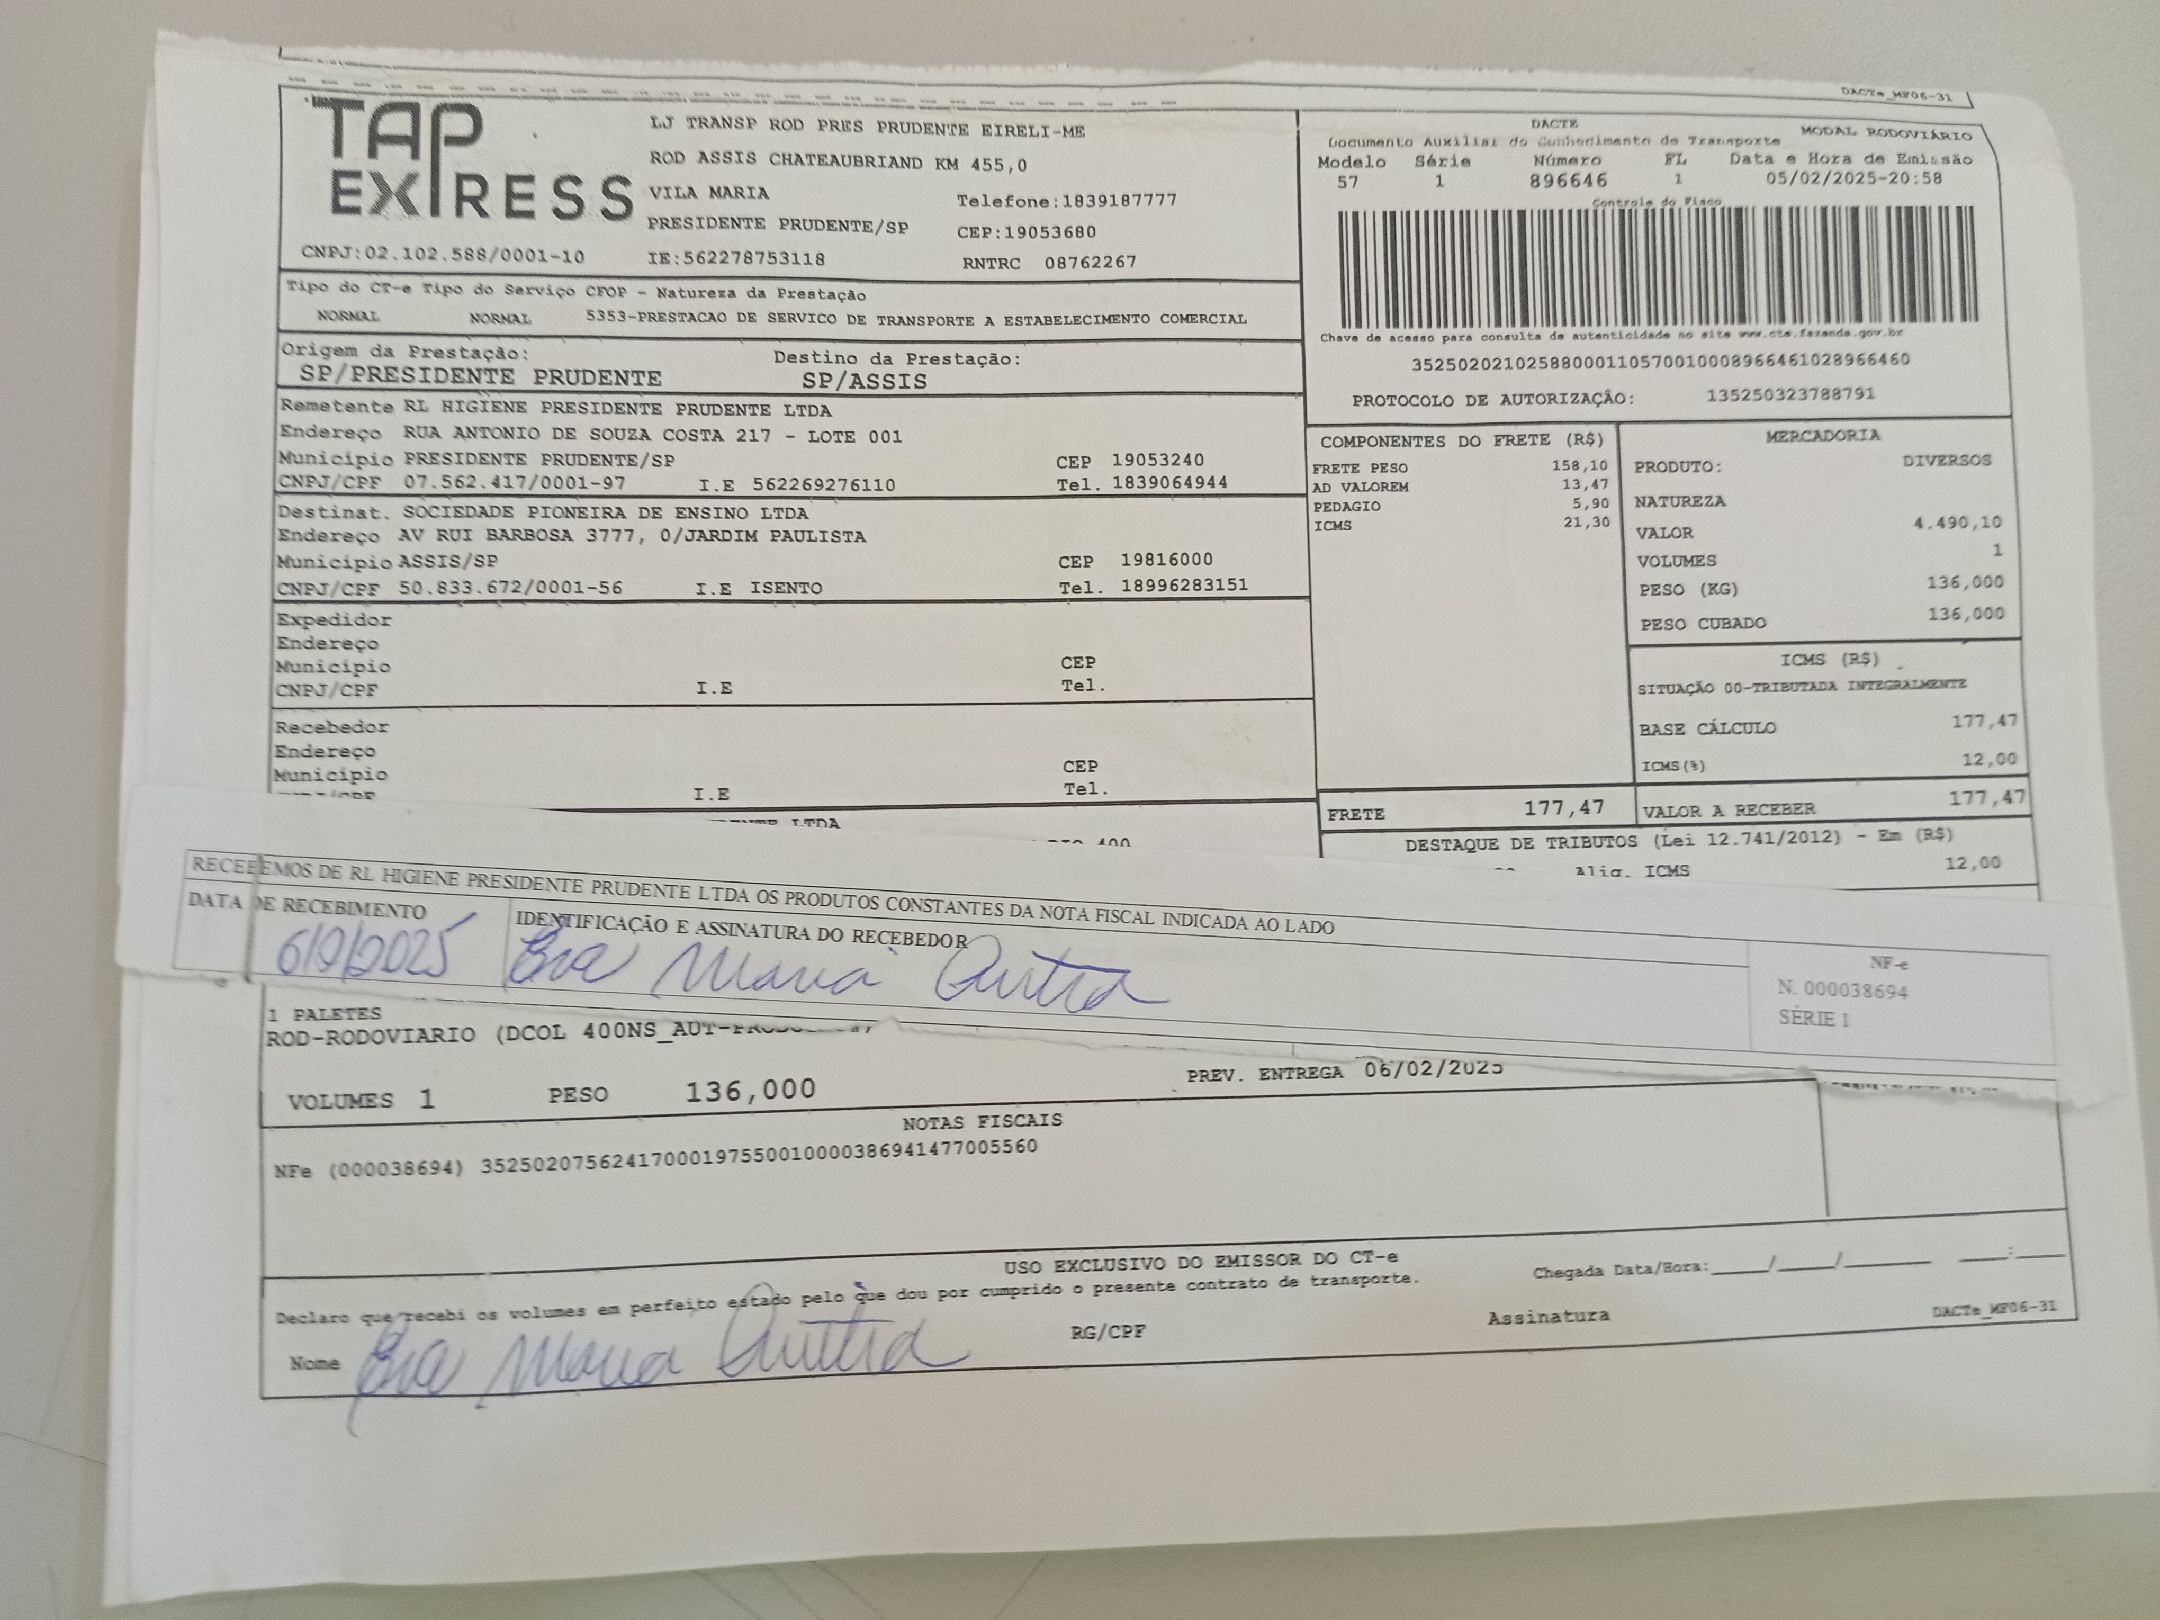 DACTe_MF06-31
TAP EXPRESS
CNPJ:02.102.588/0001-10
LJ TRANSP ROD PRES PRUDENTE EIRELI-ME
ROD ASSIS CHATEAUBRIAND KM 455,0
VILA MARIA
Telefone:1839187777
PRESIDENTE PRUDENTE/SP
CEP:19053680
IE:562278753118
RNTRC 08762267
DACTE
MODAL RODOVIÁRIO
Documento Auxiliar do Conhecimento de Transporte
Modelo Série Número FL Data e Hora de Emissão
57 1 896646 1 05/02/2025-20:58
Controle do Fisco
Chave de acesso para consulta de autenticidade no site www.cte.fazenda.gov.br
35250202102588000110570010008966461028966460
PROTOCOLO DE AUTORIZAÇÃO: 135250323788791
Tipo do CT-e Tipo do Serviço CFOP - Natureza da Prestação
NORMAL NORMAL 5353-PRESTACAO DE SERVICO DE TRANSPORTE A ESTABELECIMENTO COMERCIAL
Origem da Prestação: Destino da Prestação:
SP/PRESIDENTE PRUDENTE SP/ASSIS
Remetente RL HIGIENE PRESIDENTE PRUDENTE LTDA
Endereço RUA ANTONIO DE SOUZA COSTA 217 - LOTE 001
Município PRESIDENTE PRUDENTE/SP CEP 19053240
CNPJ/CPF 07.562.417/0001-97 I.E 562269276110 Tel. 1839064944
Destinat. SOCIEDADE PIONEIRA DE ENSINO LTDA
Endereço AV RUI BARBOSA 3777, 0/JARDIM PAULISTA
Município ASSIS/SP CEP 19816000
CNPJ/CPF 50.833.672/0001-56 I.E ISENTO Tel. 18996283151
Expedidor
Endereço
Município CEP
CNPJ/CPF I.E Tel.
Recebedor
Endereço
Município CEP
I.E Tel.
LTDA
COMPONENTES DO FRETE (R$)
FRETE PESO 158,10
AD VALOREM 13,47
PEDAGIO 5,90
ICMS 21,30
MERCADORIA
PRODUTO: DIVERSOS
NATUREZA
VALOR 4.490,10
VOLUMES 1
PESO (KG) 136,000
PESO CUBADO 136,000
ICMS (R$)
SITUAÇÃO 00-TRIBUTADA INTEGRALMENTE
BASE CÁLCULO 177,47
ICMS(%) 12,00
FRETE 177,47 VALOR A RECEBER 177,47
DESTAQUE DE TRIBUTOS (Lei 12.741/2012) - Em (R$)
Aliq. ICMS 12,00
RECEBEMOS DE RL HIGIENE PRESIDENTE PRUDENTE LTDA OS PRODUTOS CONSTANTES DA NOTA FISCAL INDICADA AO LADO
DATA DE RECEBIMENTO IDENTIFICAÇÃO E ASSINATURA DO RECEBEDOR
Maria
NF-e
N. 000038694
SÉRIE 1
1 PALETES
ROD-RODOVIARIO (DCOL 400NS_AUT-
VOLUMES 1 PESO 136,000 PREV. ENTREGA 06/02/2025
NOTAS FISCAIS
NFe (000038694) 35250207562417000197550010000386941477005560
USO EXCLUSIVO DO EMISSOR DO CT-e
Declaro que recebi os volumes em perfeito estado pelo que dou por cumprido o presente contrato de transporte.
Chegada Data/Hora:_____/_____/________ ____:____
Nome Maria RG/CPF Assinatura
DACTe_MF06-31